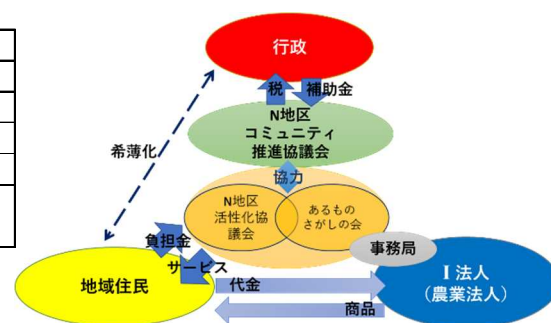 行政
税
補助金
N地区
コミュニティ
推進協議会
希薄化
協力
N地区
活性化協
議会
あるもの
さがしの会
事務局
負担金
サービス
地域住民
代金
商品
I 法人
（農業法人）